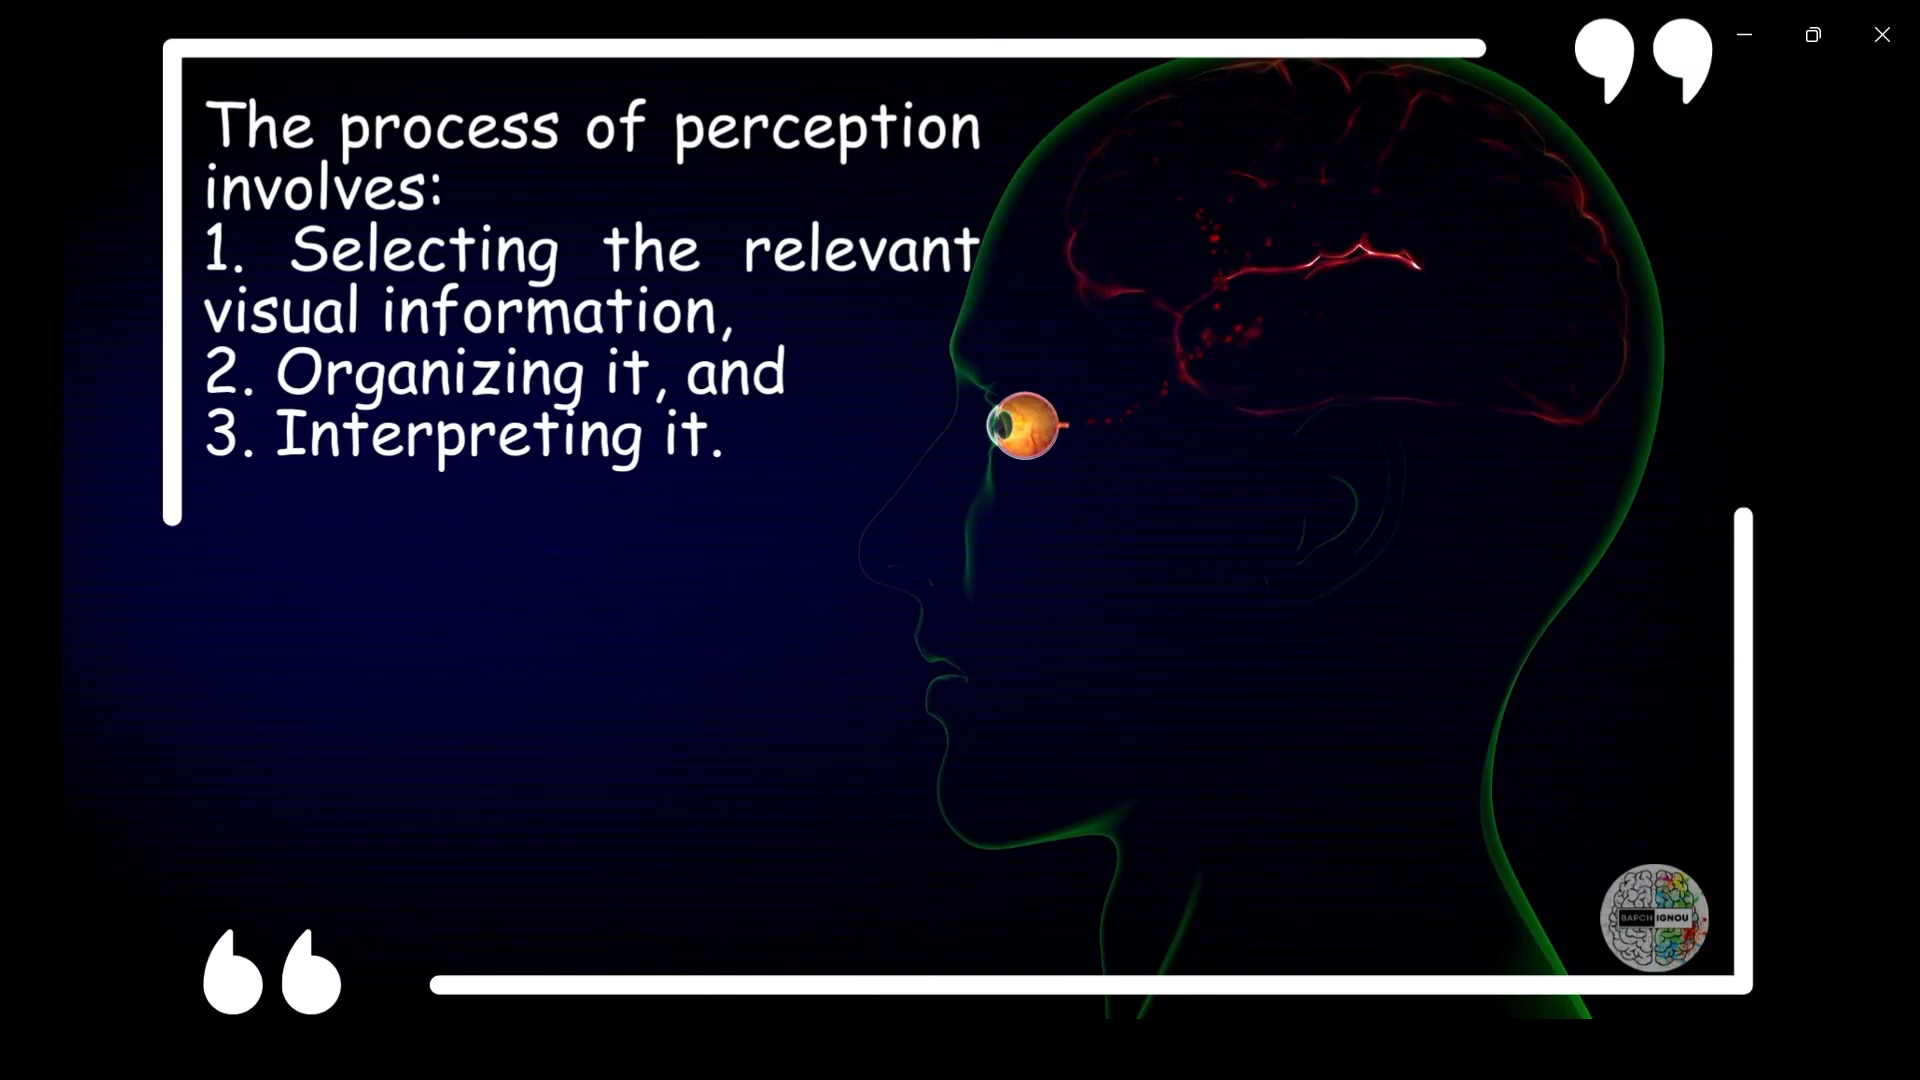 The process of perception
involves:
1. Selecting the relevant
visual information,
2. Organizing it, and
3. Interpreting it.
BAPCH IGNOU